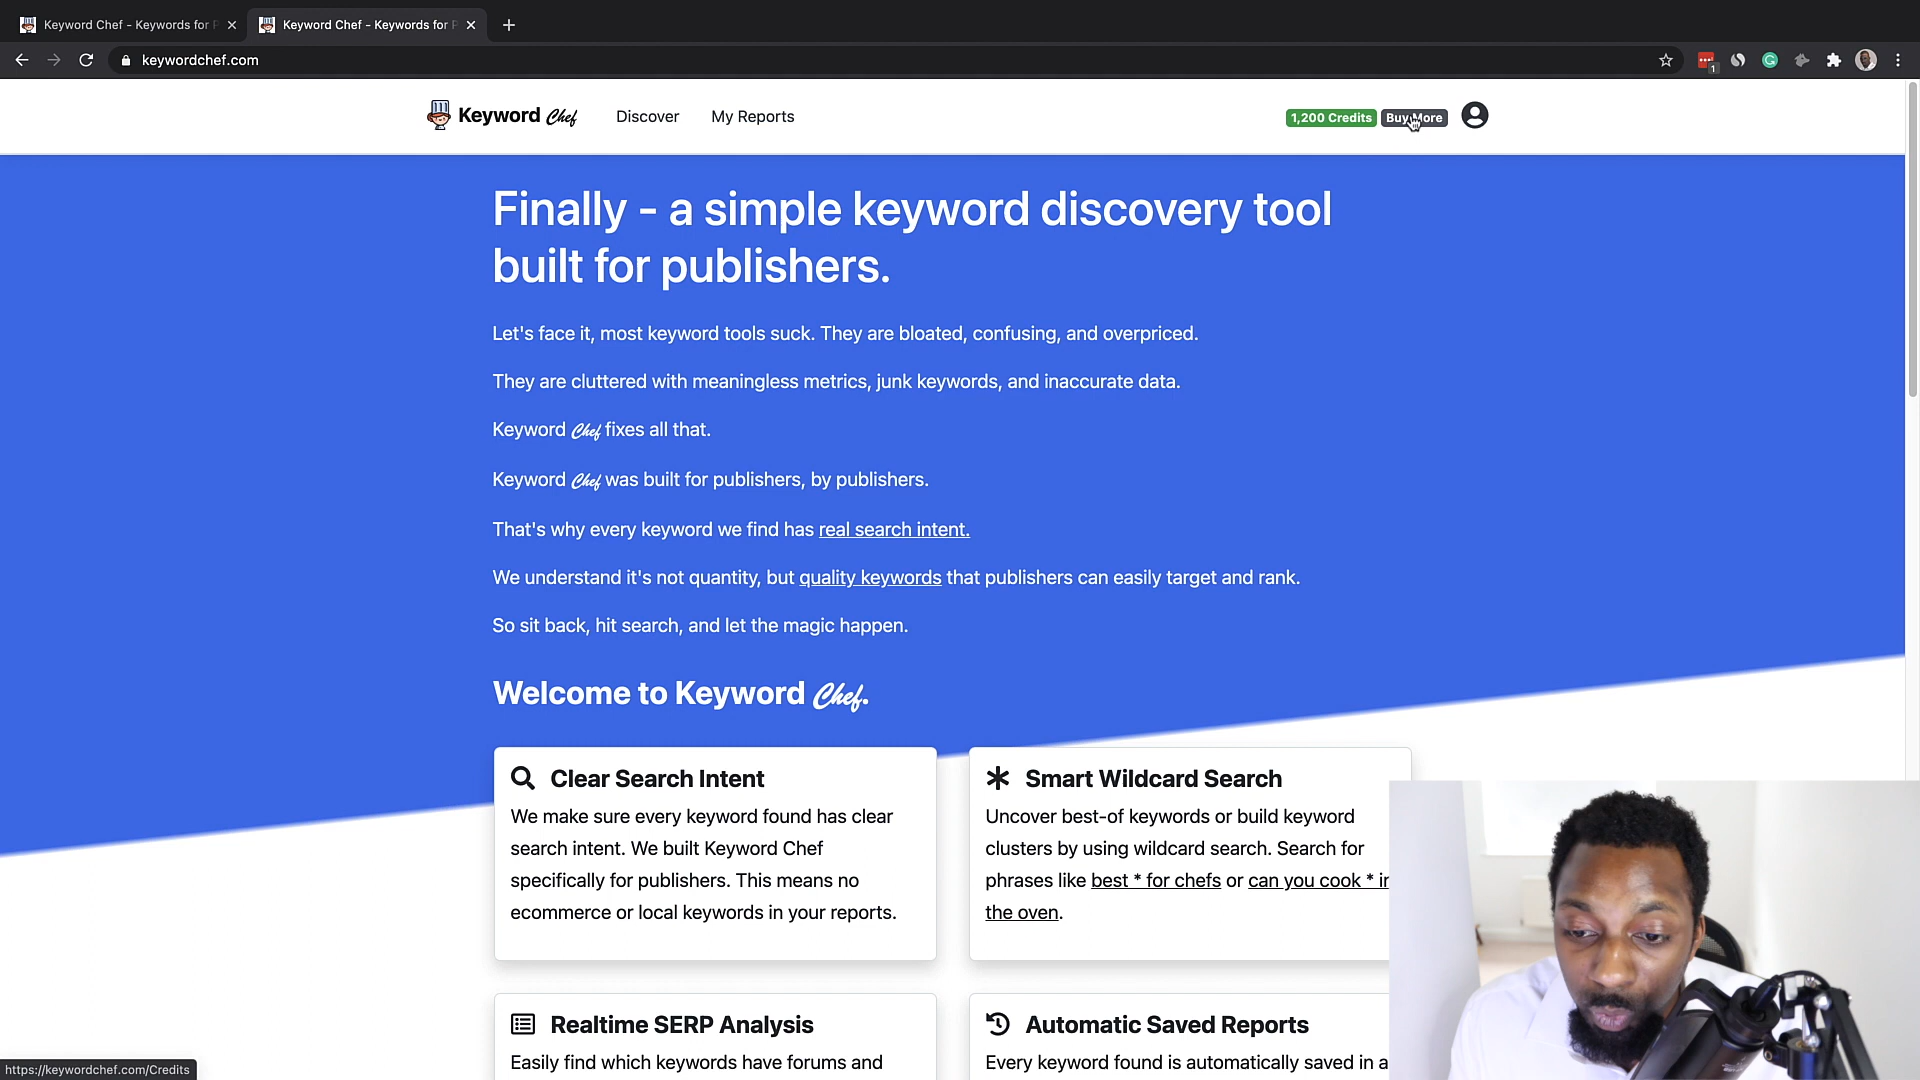 Keyword Chef - Keywords for P
Keyword Chef - Keywords for P
keywordchef.com
1
Keyword Chef
Discover
My Reports
1,200 Credits
Buy More
Finally - a simple keyword discovery tool
built for publishers.
Let's face it, most keyword tools suck. They are bloated, confusing, and overpriced.
They are cluttered with meaningless metrics, junk keywords, and inaccurate data.
Keyword Chef fixes all that.
Keyword Chef was built for publishers, by publishers.
That's why every keyword we find has real search intent.
We understand it's not quantity, but quality keywords that publishers can easily target and rank.
So sit back, hit search, and let the magic happen.
Welcome to Keyword Chef.
Clear Search Intent
We make sure every keyword found has clear
search intent. We built Keyword Chef
specifically for publishers. This means no
ecommerce or local keywords in your reports.
Smart Wildcard Search
Uncover best-of keywords or build keyword
clusters by using wildcard search. Search for
phrases like best * for chefs or can you cook * in
the oven.
Realtime SERP Analysis
Easily find which keywords have forums and
Automatic Saved Reports
Every keyword found is automatically saved in a
https://keywordchef.com/Credits